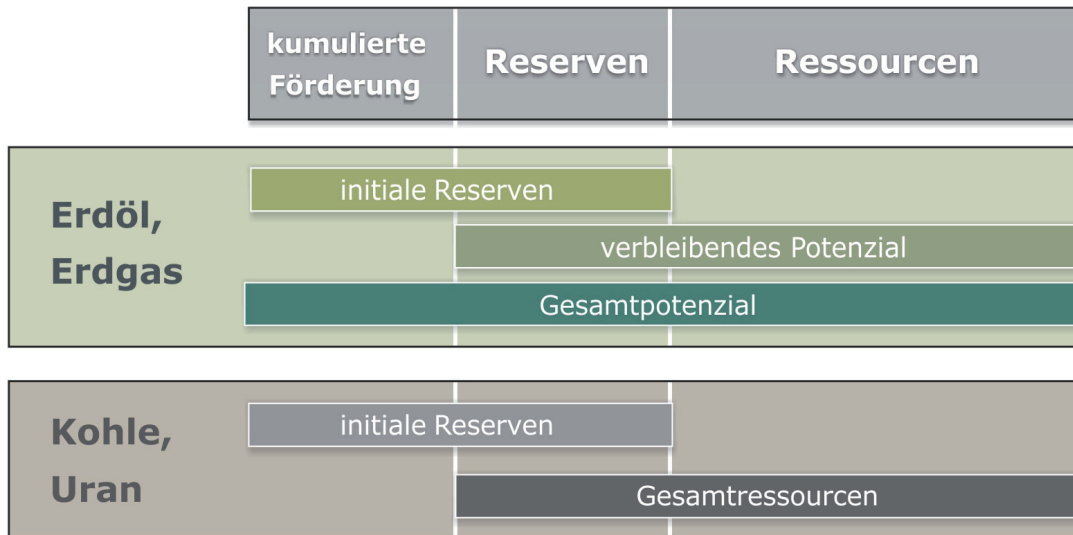 kumulierte
Förderung
Reserven
Ressourcen
Erdöl,
Erdgas
initiale Reserven
verbleibendes Potenzial
Gesamtpotenzial
Kohle,
Uran
initiale Reserven
Gesamtressourcen